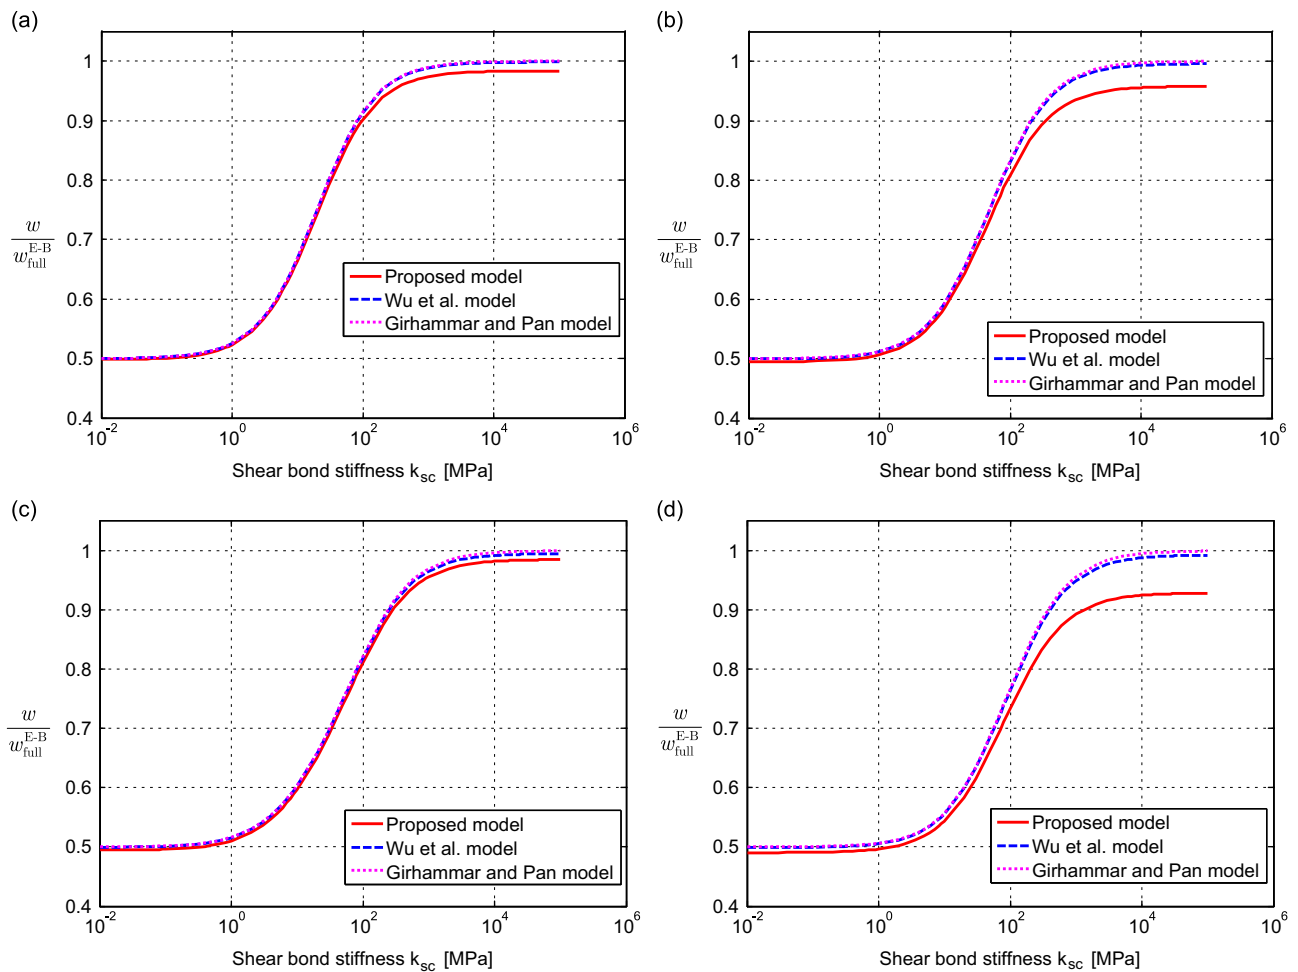 (a)
1
0.9
0.8
0.7
0.6
0.5
0.4
w
w_full^E-B
Proposed model
Wu et al. model
Girhammar and Pan model
10^-2
10^0
10^2
10^4
10^6
Shear bond stiffness k_sc [MPa]
(b)
1
0.9
0.8
0.7
0.6
0.5
0.4
w
w_full^E-B
Proposed model
Wu et al. model
Girhammar and Pan model
10^-2
10^0
10^2
10^4
10^6
Shear bond stiffness k_sc [MPa]
(c)
1
0.9
0.8
0.7
0.6
0.5
0.4
w
w_full^E-B
Proposed model
Wu et al. model
Girhammar and Pan model
10^-2
10^0
10^2
10^4
10^6
Shear bond stiffness k_sc [MPa]
(d)
1
0.9
0.8
0.7
0.6
0.5
0.4
w
w_full^E-B
Proposed model
Wu et al. model
Girhammar and Pan model
10^-2
10^0
10^2
10^4
10^6
Shear bond stiffness k_sc [MPa]